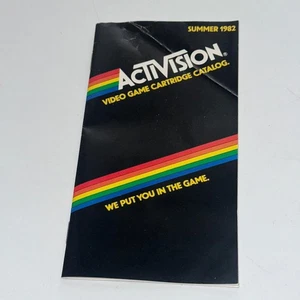 SUMMER 1982
ACTIVISION®
VIDEO GAME CARTRIDGE CATALOG.
WE PUT YOU IN THE GAME.